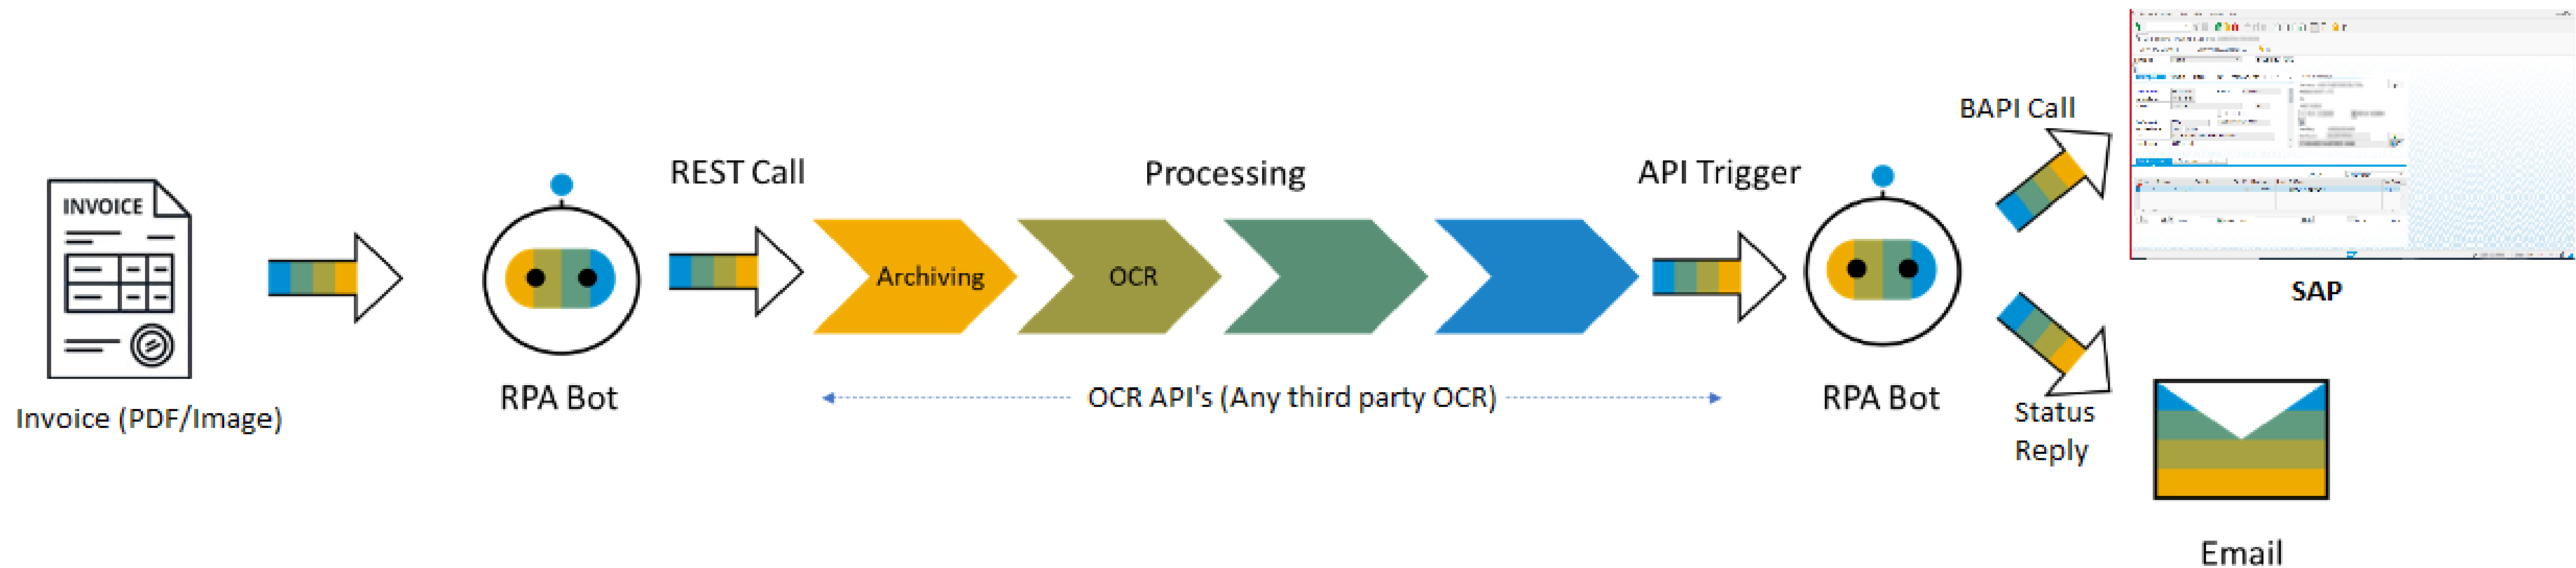 INVOICE
Invoice (PDF/Image)
RPA Bot
REST Call
Processing
Archiving
OCR
OCR API's (Any third party OCR)
API Trigger
RPA Bot
BAPI Call
SAP
Status
Reply
Email